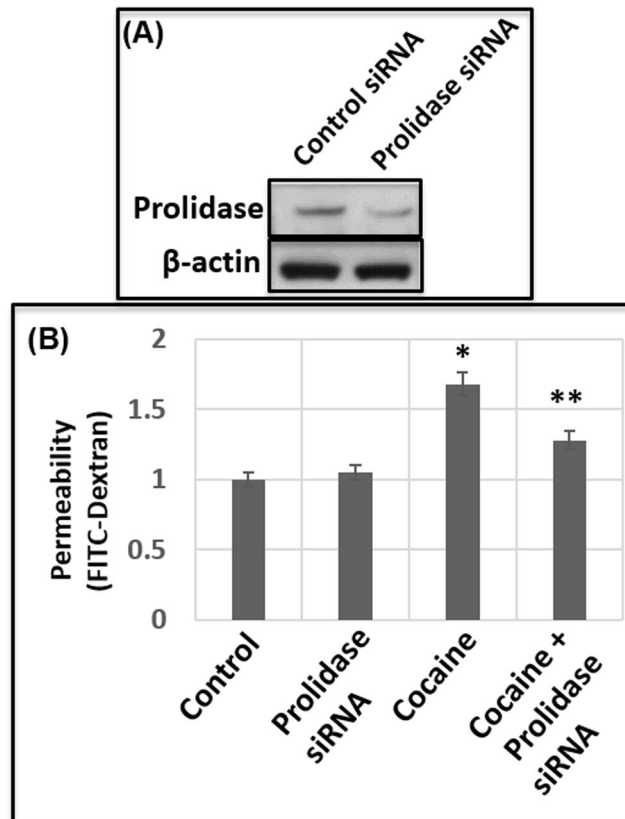 (A)
Control siRNA
Prolidase siRNA
Prolidase
β-actin
(B)
Permeability
(FITC-Dextran)
2
1.5
1
0.5
0
*
**
Control
Prolidase
siRNA
Cocaine
Cocaine +
Prolidase
siRNA